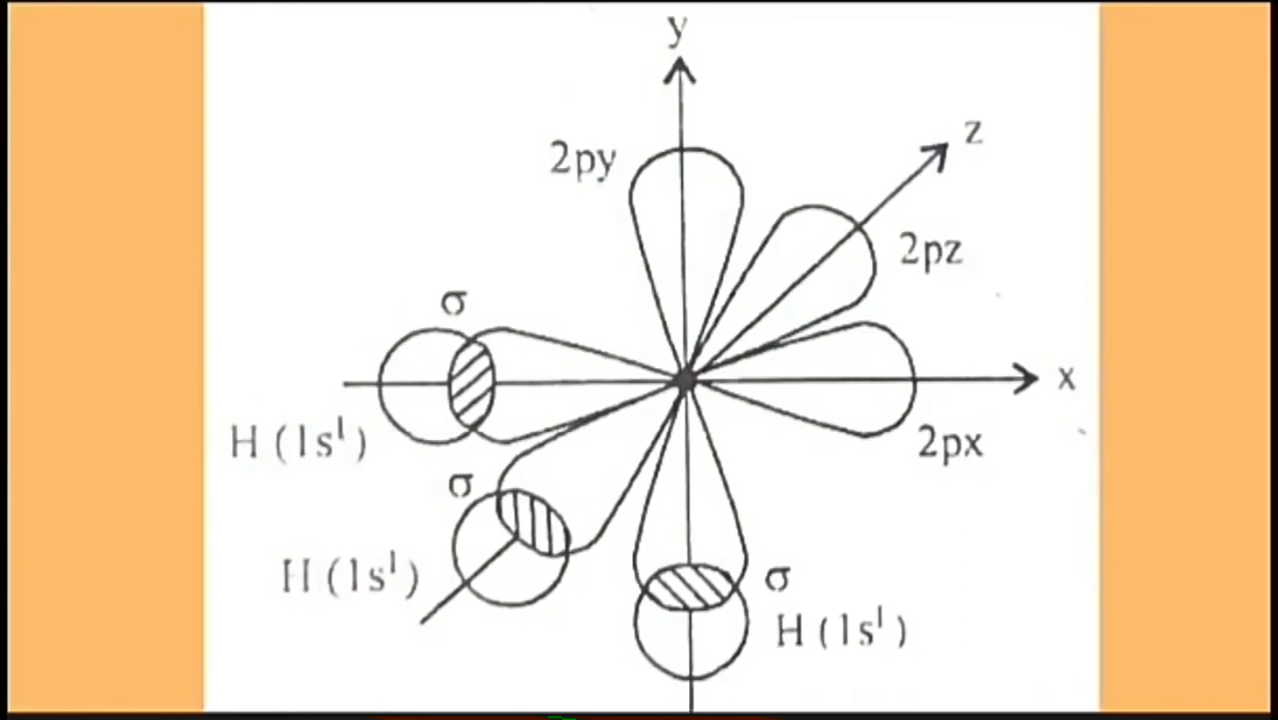 y
z
2py
2pz
σ
x
H (1s¹)
2px
σ
H (1s¹)
σ
H (1s¹)